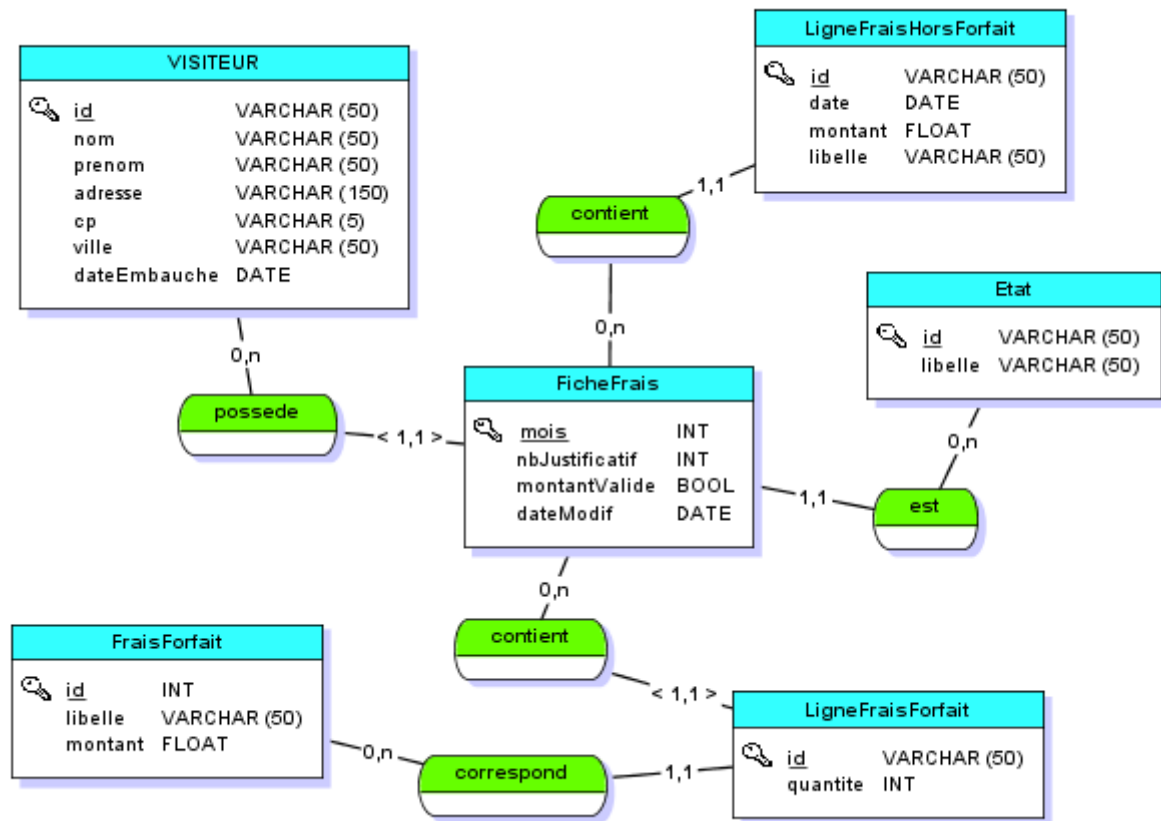 VISITEUR
id VARCHAR (50)
nom VARCHAR (50)
prenom VARCHAR (50)
adresse VARCHAR (150)
cp VARCHAR (5)
ville VARCHAR (50)
dateEmbauche DATE
LigneFraisHorsForfait
id VARCHAR (50)
date DATE
montant FLOAT
libelle VARCHAR (50)
1,1
contient
0,n
Etat
id VARCHAR (50)
libelle VARCHAR (50)
0,n
possede
< 1,1 >
FicheFrais
mois INT
nbJustificatif INT
montantValide BOOL
dateModif DATE
0,n
1,1
est
0,n
contient
< 1,1 >
FraisForfait
id INT
libelle VARCHAR (50)
montant FLOAT
0,n
correspond
1,1
LigneFraisForfait
id VARCHAR (50)
quantite INT